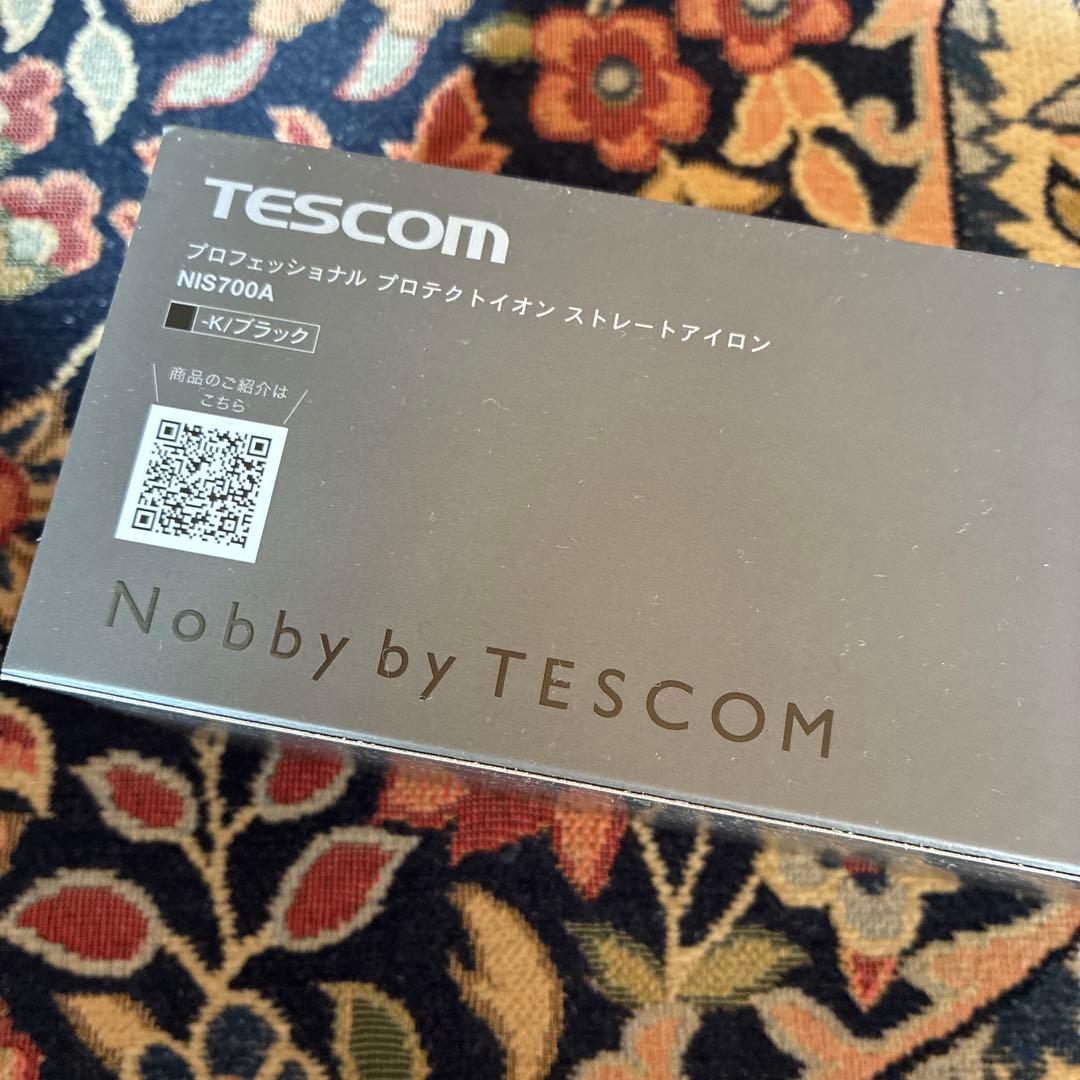 TESCOM
プロフェッショナル プロテクトイオン ストレートアイロン
NIS700A
-K/ブラック
商品のご紹介は
こちら
Nobby by TESCOM